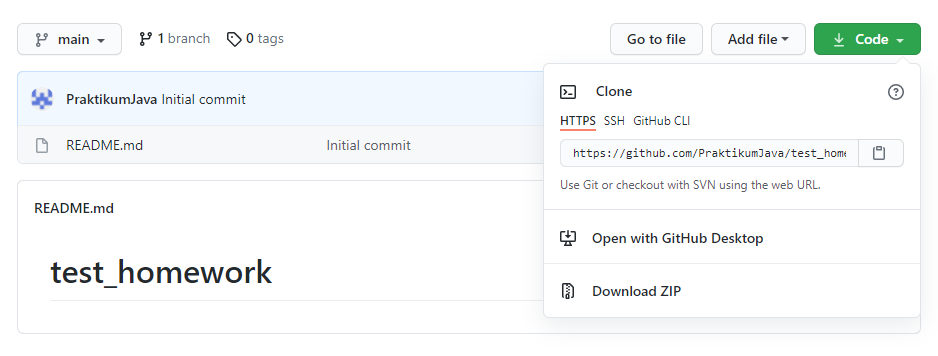 main 1 branch 0 tags Go to file Add file Code
PraktikumJava Initial commit
README.md Initial commit
README.md
test_homework
Clone
HTTPS SSH GitHub CLI
https://github.com/PraktikumJava/test_home
Use Git or checkout with SVN using the web URL.
Open with GitHub Desktop
Download ZIP